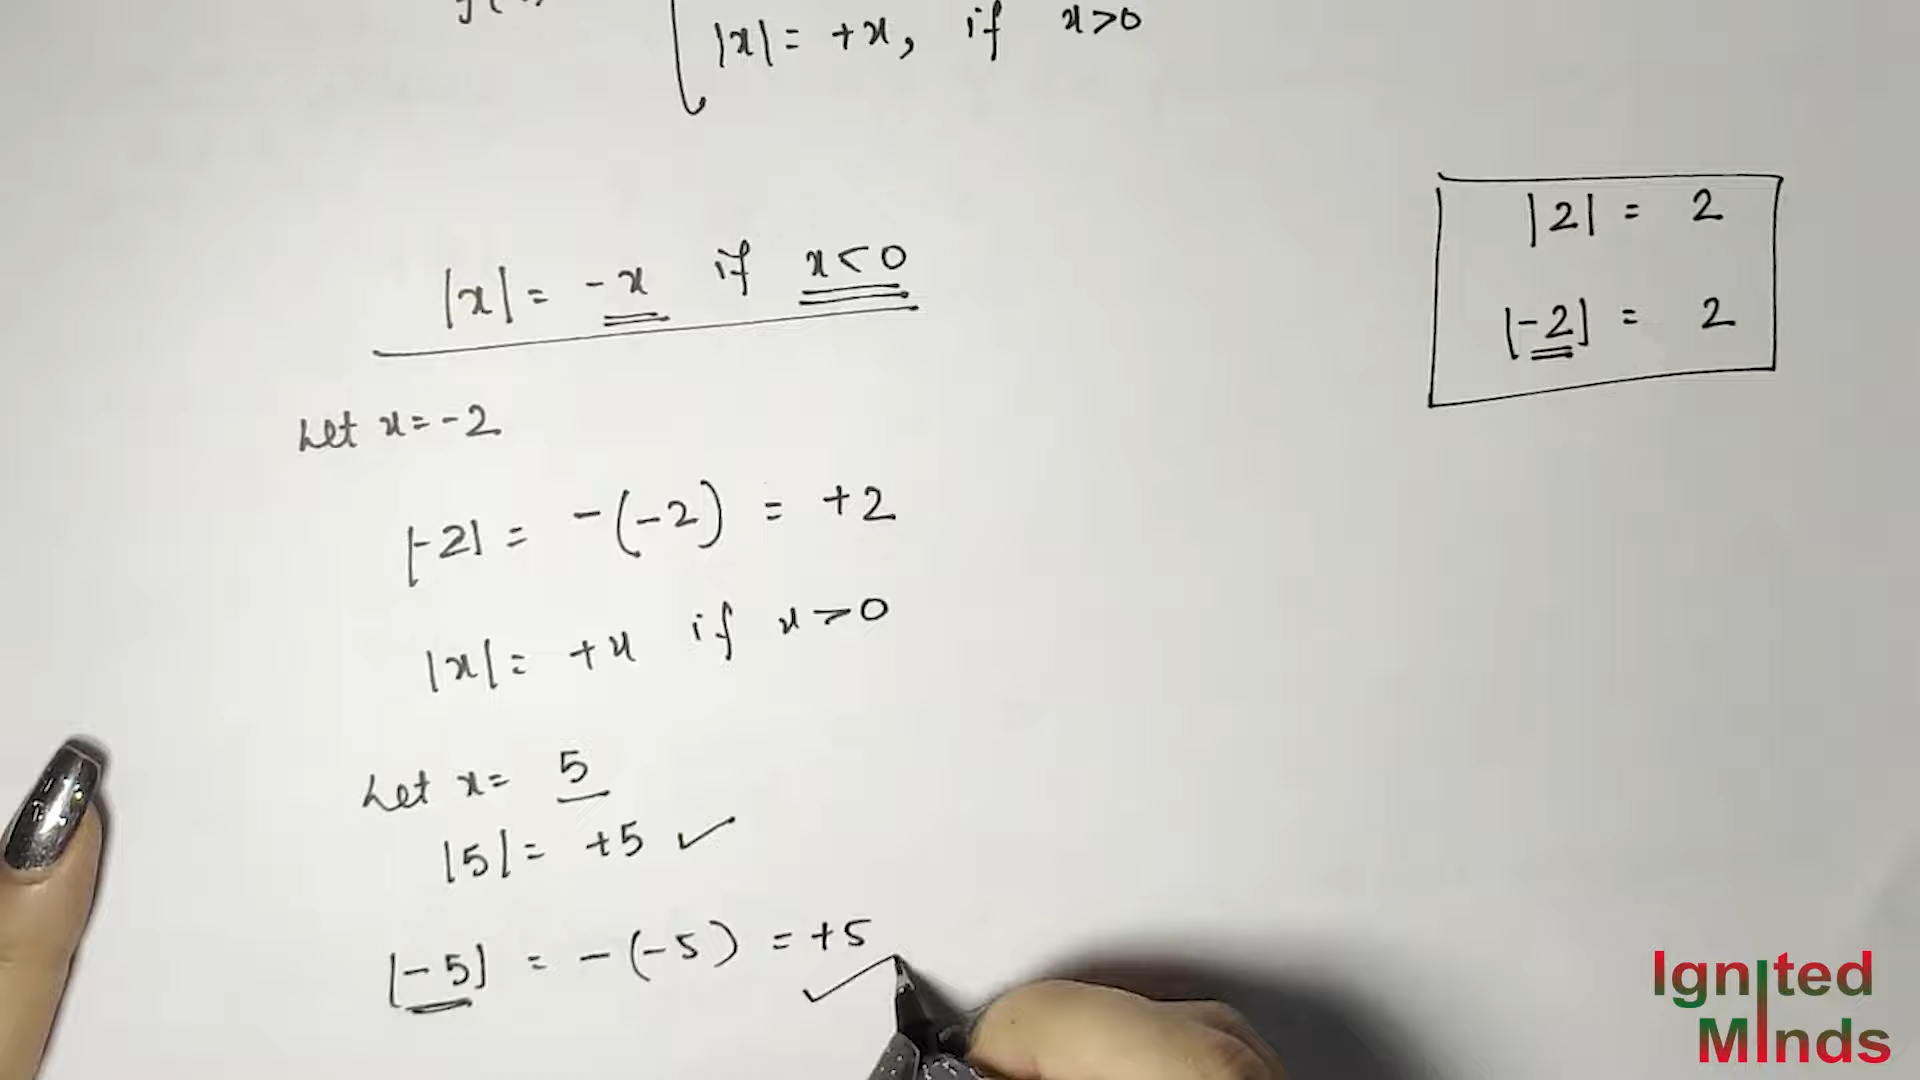 |x| = +x, if x>0
|x| = -x if x<0
|2| = 2
|-2| = 2
Let x = -2
|-2| = -(-2) = +2
|x| = +x if x>0
Let x = 5
|5| = +5 ✓
|-5| = -(-5) = +5 ✓
Ignited
Minds